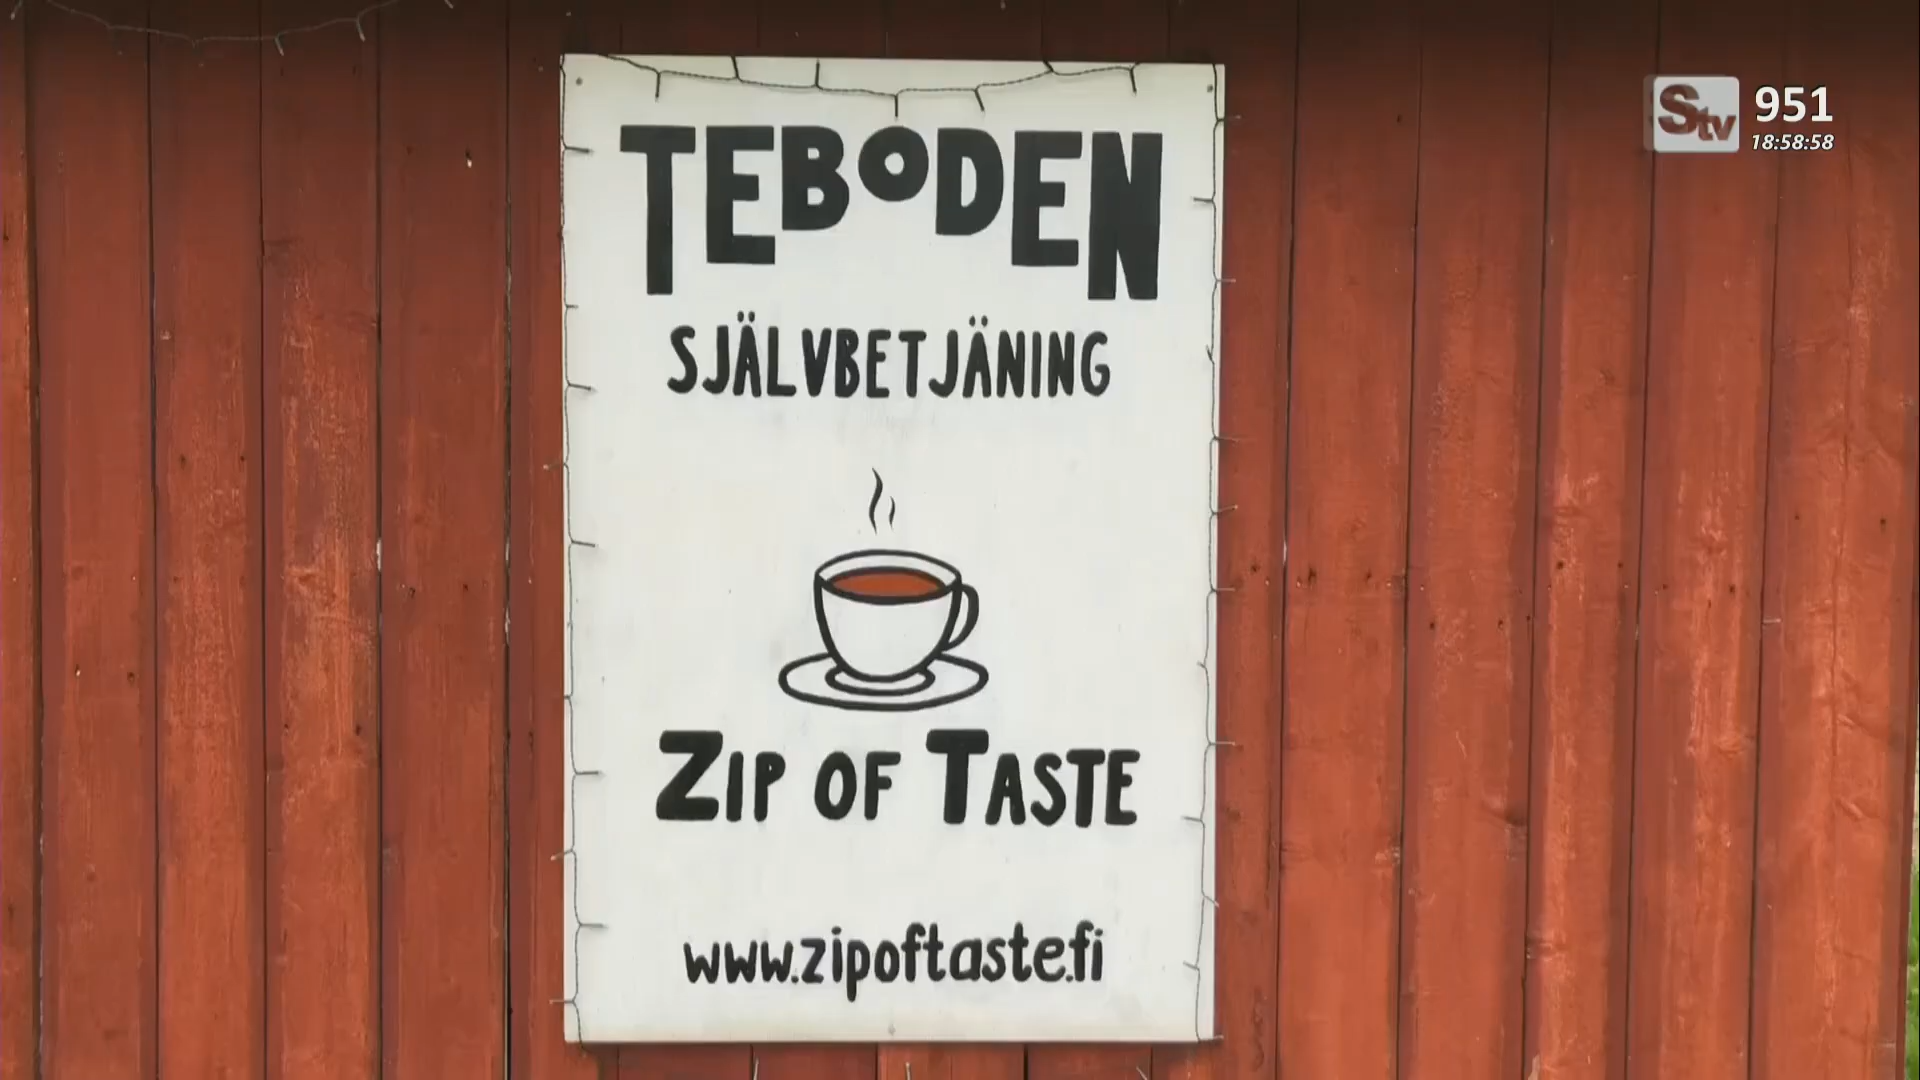 Stv 951
18:58:58
TEBODEN
SJÄLVBETJÄNING
ZIP OF TASTE
www.zipoftaste.fi